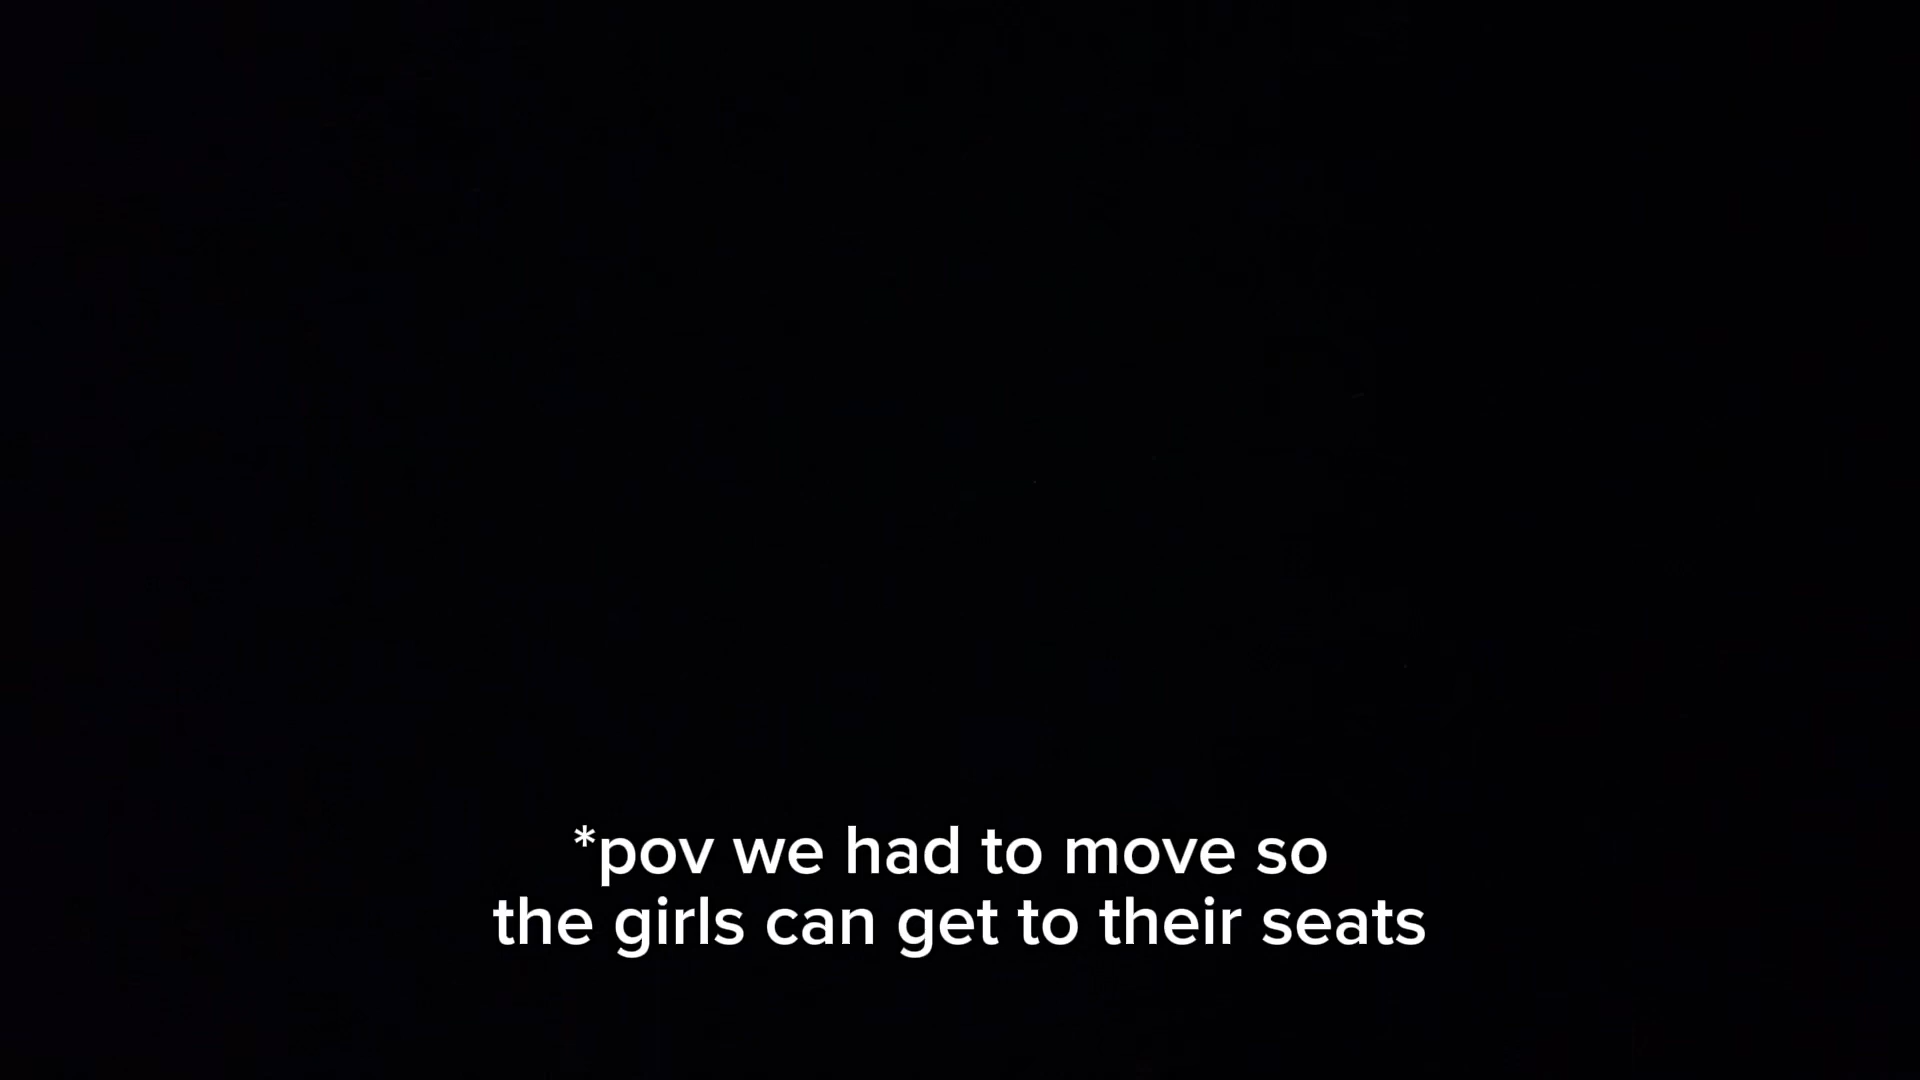 *pov we had to move so
the girls can get to their seats